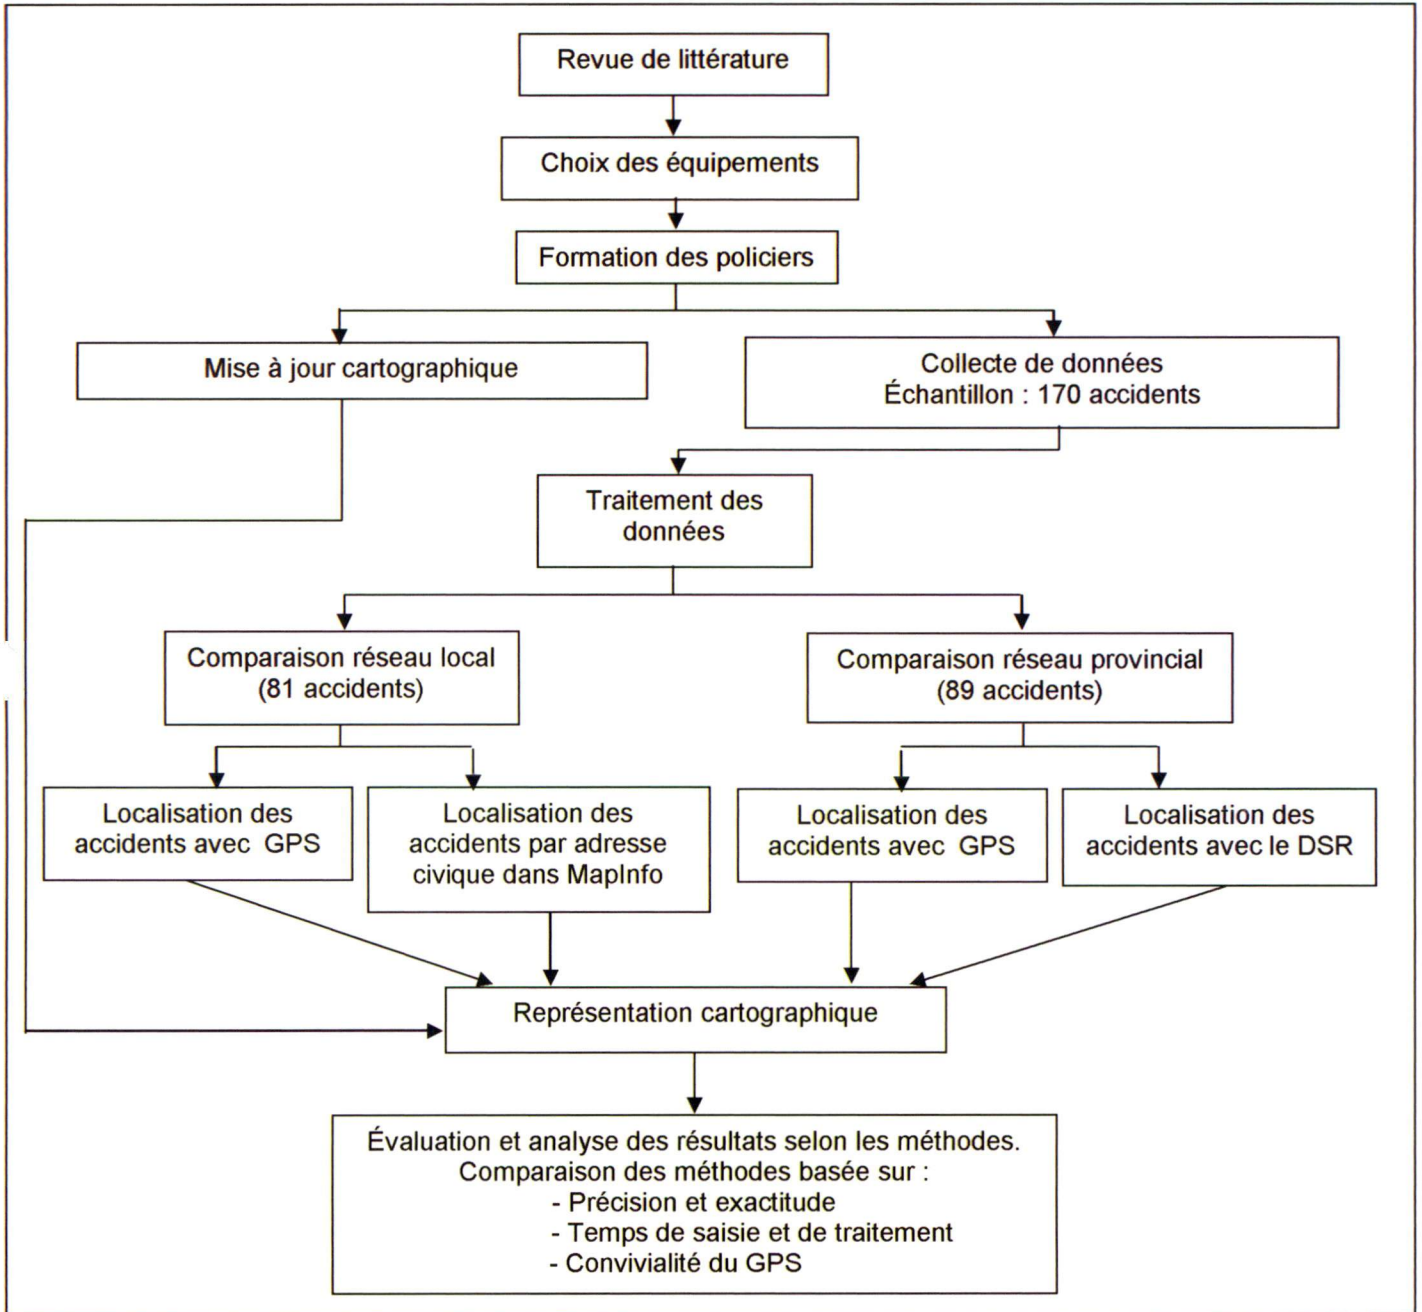 Revue de littérature
Choix des équipements
Formation des policiers
Mise à jour cartographique
Collecte de données
Échantillon : 170 accidents
Traitement des
données
Comparaison réseau local
(81 accidents)
Comparaison réseau provincial
(89 accidents)
Localisation des
accidents avec GPS
Localisation des
accidents par adresse
civique dans MapInfo
Localisation des
accidents avec GPS
Localisation des
accidents avec le DSR
Représentation cartographique
Évaluation et analyse des résultats selon les méthodes.
Comparaison des méthodes basée sur :
- Précision et exactitude
- Temps de saisie et de traitement
- Convivialité du GPS